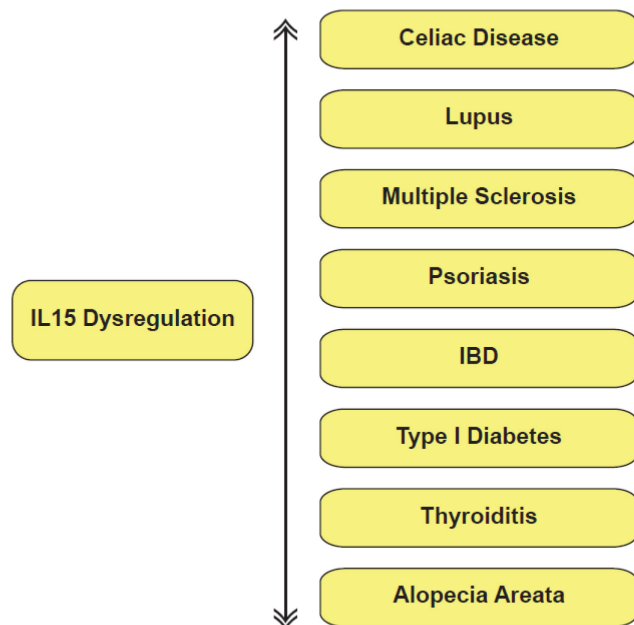 Celiac Disease
Lupus
Multiple Sclerosis
Psoriasis
IL15 Dysregulation
IBD
Type I Diabetes
Thyroiditis
Alopecia Areata